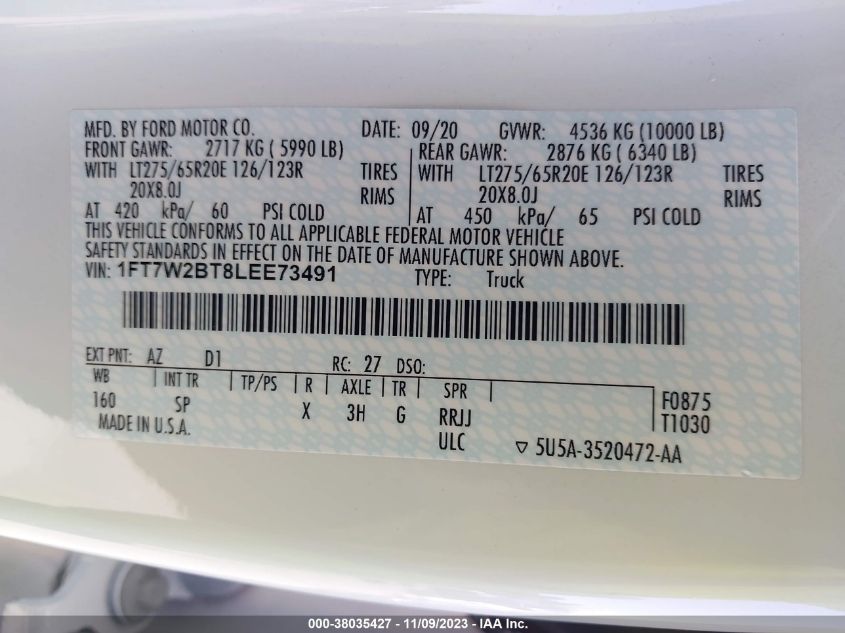 MFD. BY FORD MOTOR CO. DATE: 09/20 GVWR: 4536 KG (10000 LB)
FRONT GAWR: 2717 KG ( 5990 LB) REAR GAWR: 2876 KG ( 6340 LB)
WITH LT275/65R20E 126/123R TIRES WITH LT275/65R20E 126/123R TIRES
20X8.0J RIMS 20X8.0J RIMS
AT 420 kPa/ 60 PSI COLD AT 450 kPa/ 65 PSI COLD
THIS VEHICLE CONFORMS TO ALL APPLICABLE FEDERAL MOTOR VEHICLE
SAFETY STANDARDS IN EFFECT ON THE DATE OF MANUFACTURE SHOWN ABOVE.
VIN: 1FT7W2BT8LEE73491 TYPE: Truck
EXT PNT: AZ D1 RC: 27 DSO:
WB INT TR TP/PS R AXLE TR SPR F0875
160 SP X 3H G RRJJ T1030
MADE IN U.S.A. ULC ▽ 5U5A-3520472-AA
000-38035427 - 11/09/2023 - IAA Inc.